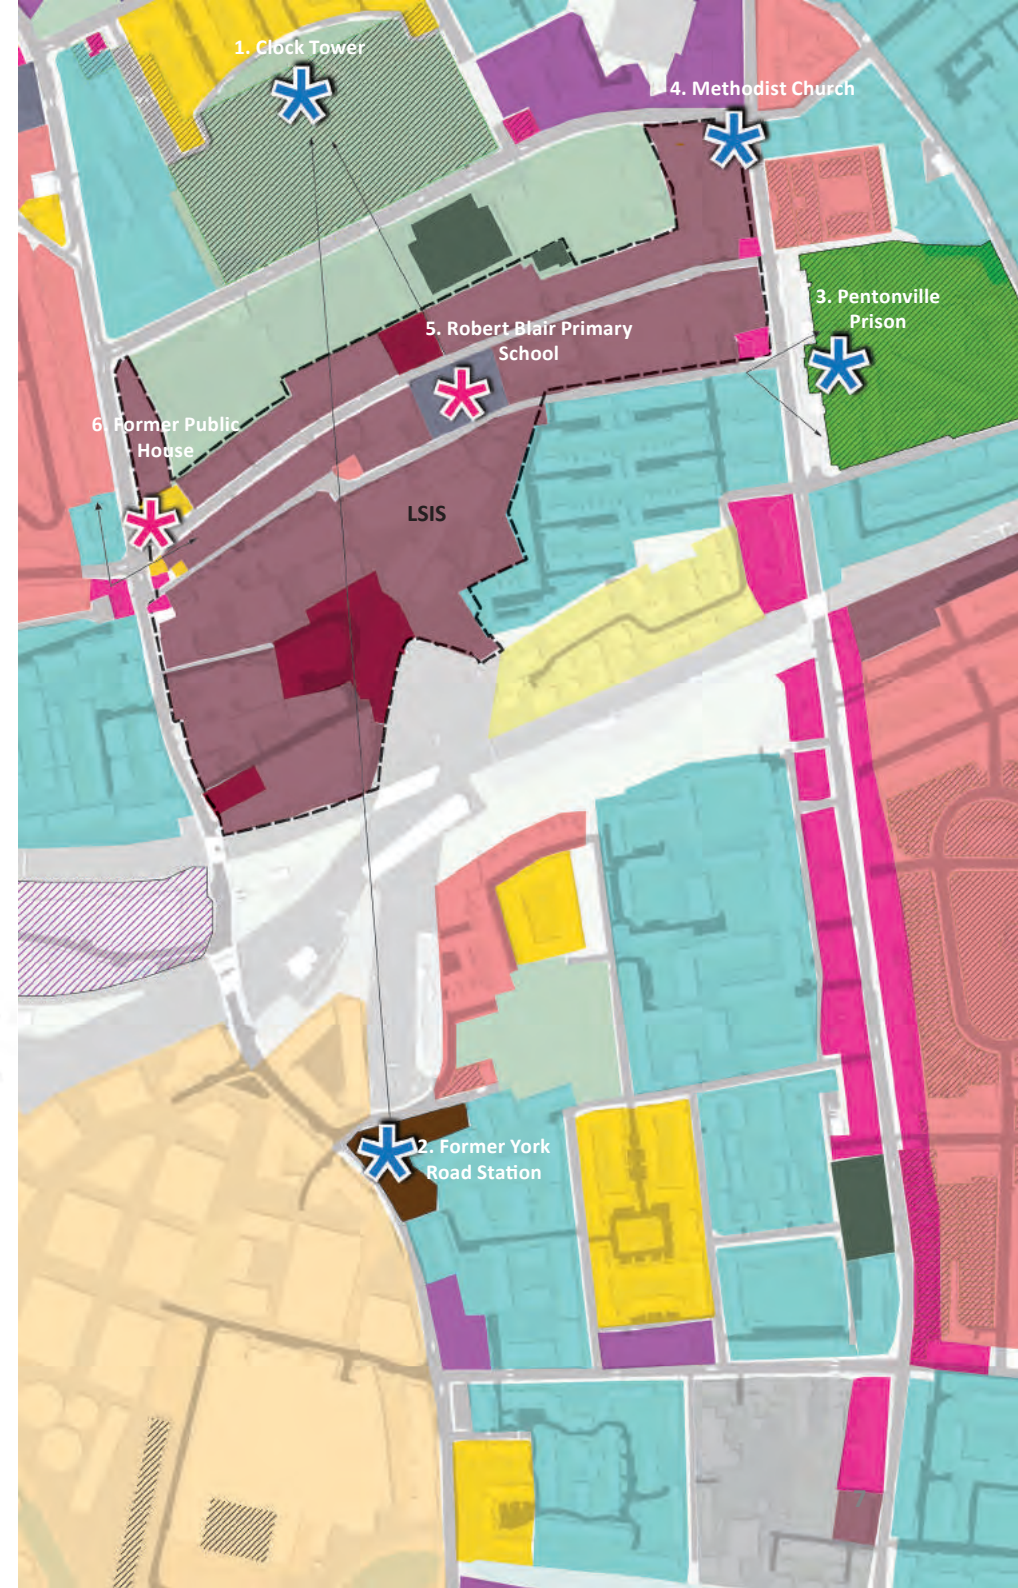 1. Clock Tower
4. Methodist Church
3. Pentonville
Prison
5. Robert Blair Primary
School
6. Former Public
House
LSIS
2. Former York
Road Station